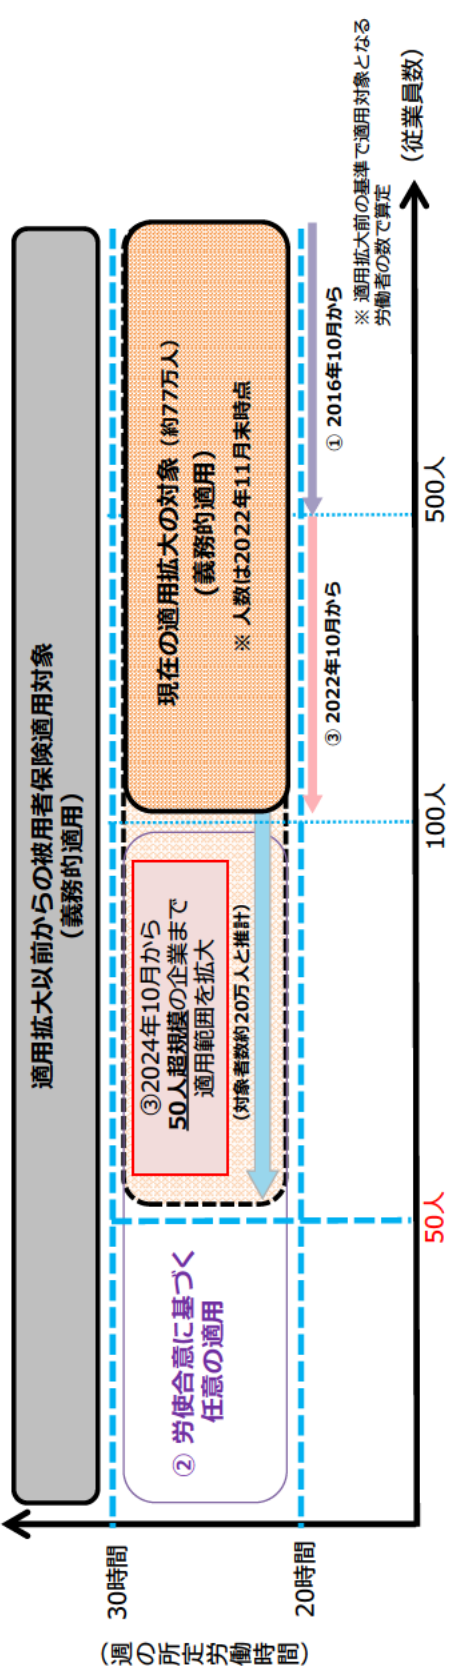 適用拡大以前からの被用者保険適用対象
(義務的適用)
(週の所定労働時間)
30時間
20時間
② 労使合意に基づく
任意の適用
③2024年10月から
50人超規模の企業まで
適用範囲を拡大
(対象者数約20万人と推計)
現在の適用拡大の対象(約77万人)
(義務的適用)
※ 人数は2022年11月末時点
③ 2022年10月から
① 2016年10月から
※ 適用拡大前の基準で適用対象となる
労働者の数で算定
50人
100人
500人
(従業員数)